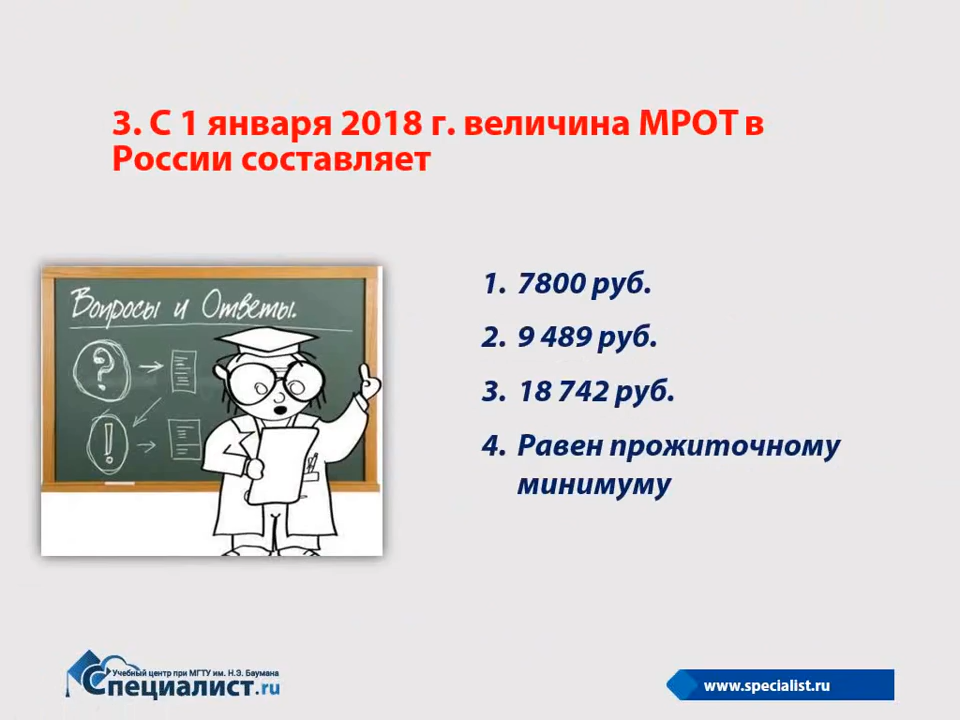 3. С 1 января 2018 г. величина МРОТ в
России составляет
Вопросы и Ответы.
?
!
1. 7800 руб.
2. 9 489 руб.
3. 18 742 руб.
4. Равен прожиточному
минимуму
Учебный центр при МГТУ им. Н.Э. Баумана
Специалист.ru
www.specialist.ru